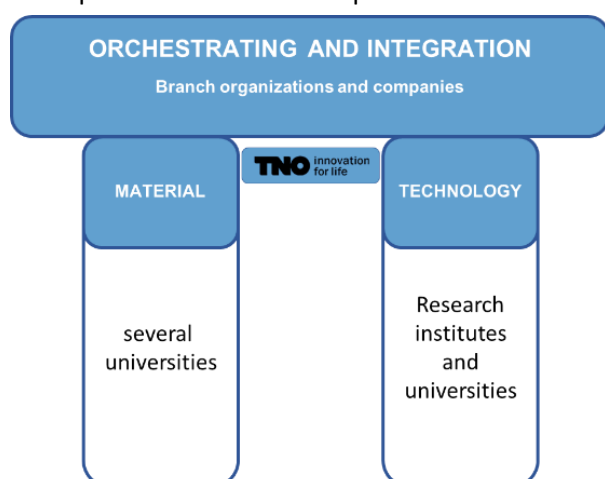 ORCHESTRATING AND INTEGRATION
Branch organizations and companies
TNO innovation
for life
MATERIAL
TECHNOLOGY
several
universities
Research
institutes
and
universities